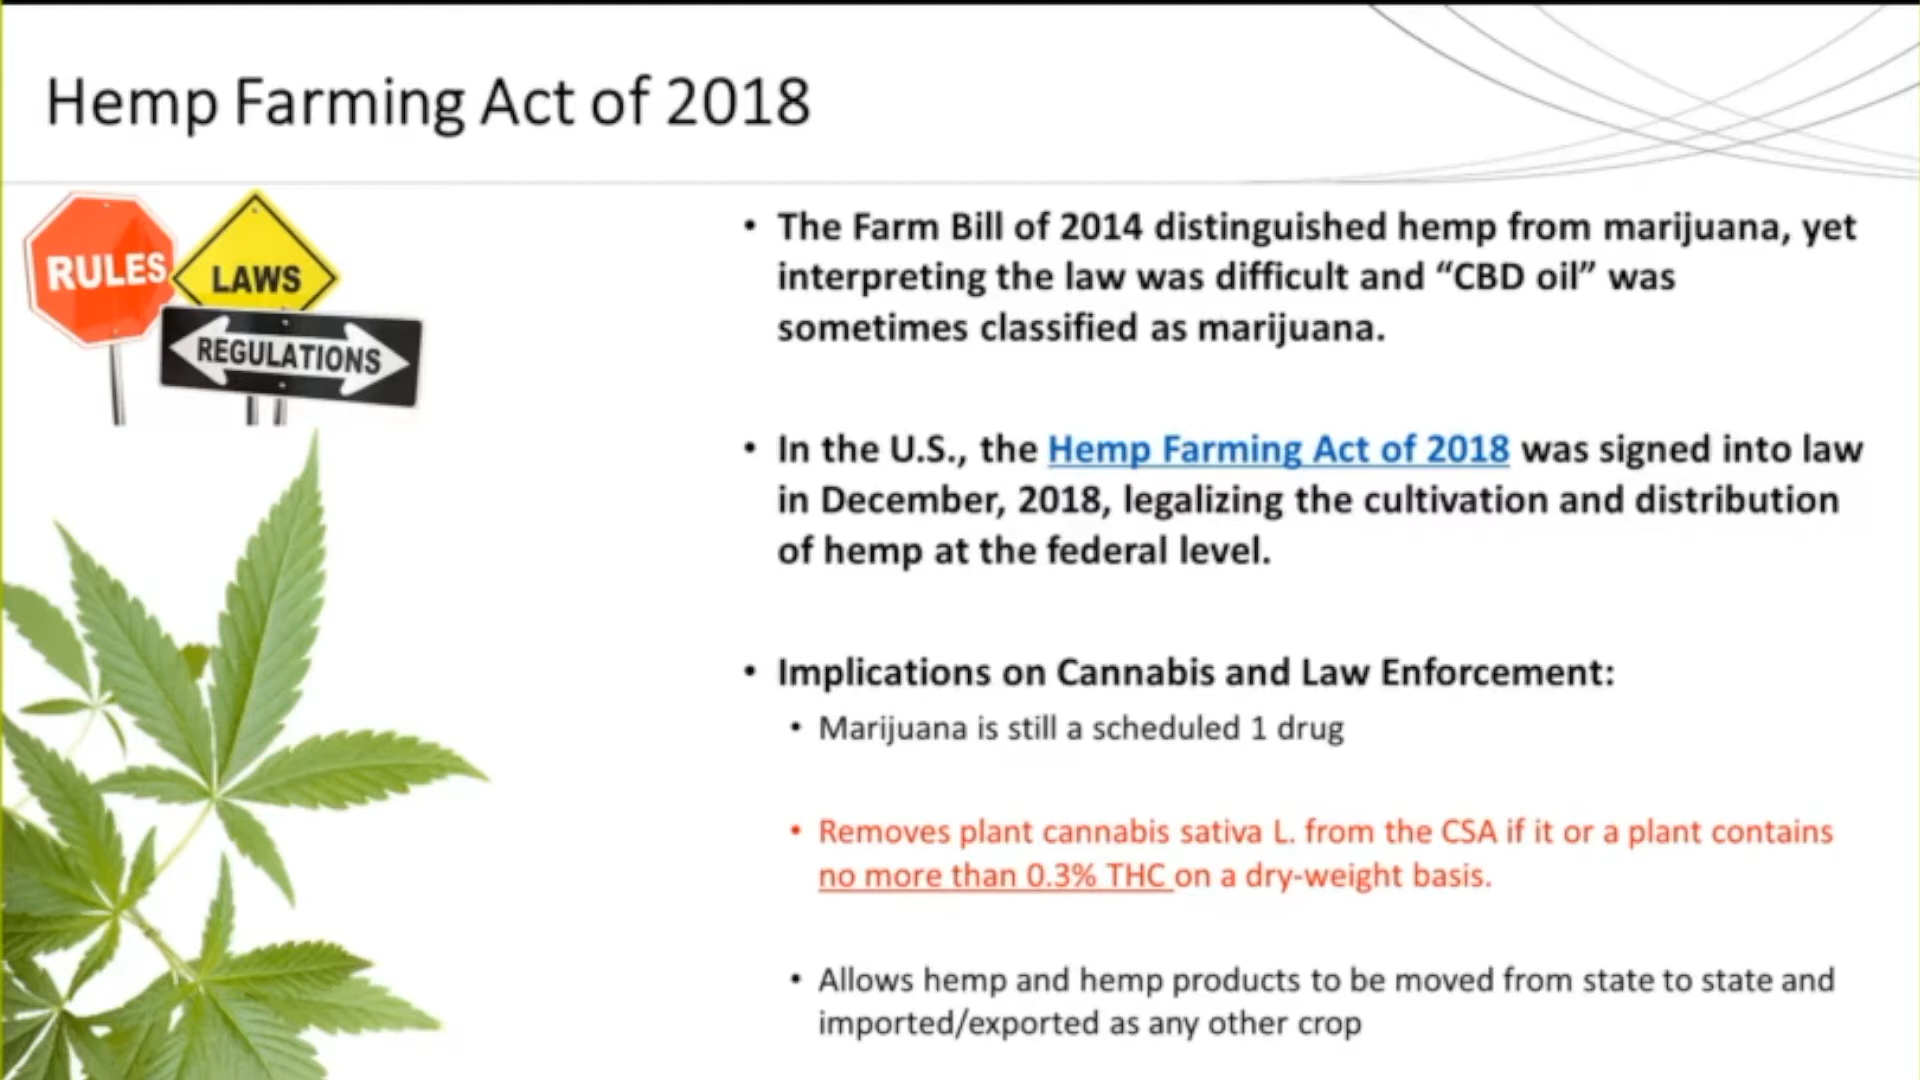 Hemp Farming Act of 2018
RULES
LAWS
REGULATIONS
• The Farm Bill of 2014 distinguished hemp from marijuana, yet
interpreting the law was difficult and “CBD oil” was
sometimes classified as marijuana.
• In the U.S., the Hemp Farming Act of 2018 was signed into law
in December, 2018, legalizing the cultivation and distribution
of hemp at the federal level.
• Implications on Cannabis and Law Enforcement:
• Marijuana is still a scheduled 1 drug
• Removes plant cannabis sativa L. from the CSA if it or a plant contains
no more than 0.3% THC on a dry-weight basis.
• Allows hemp and hemp products to be moved from state to state and
imported/exported as any other crop